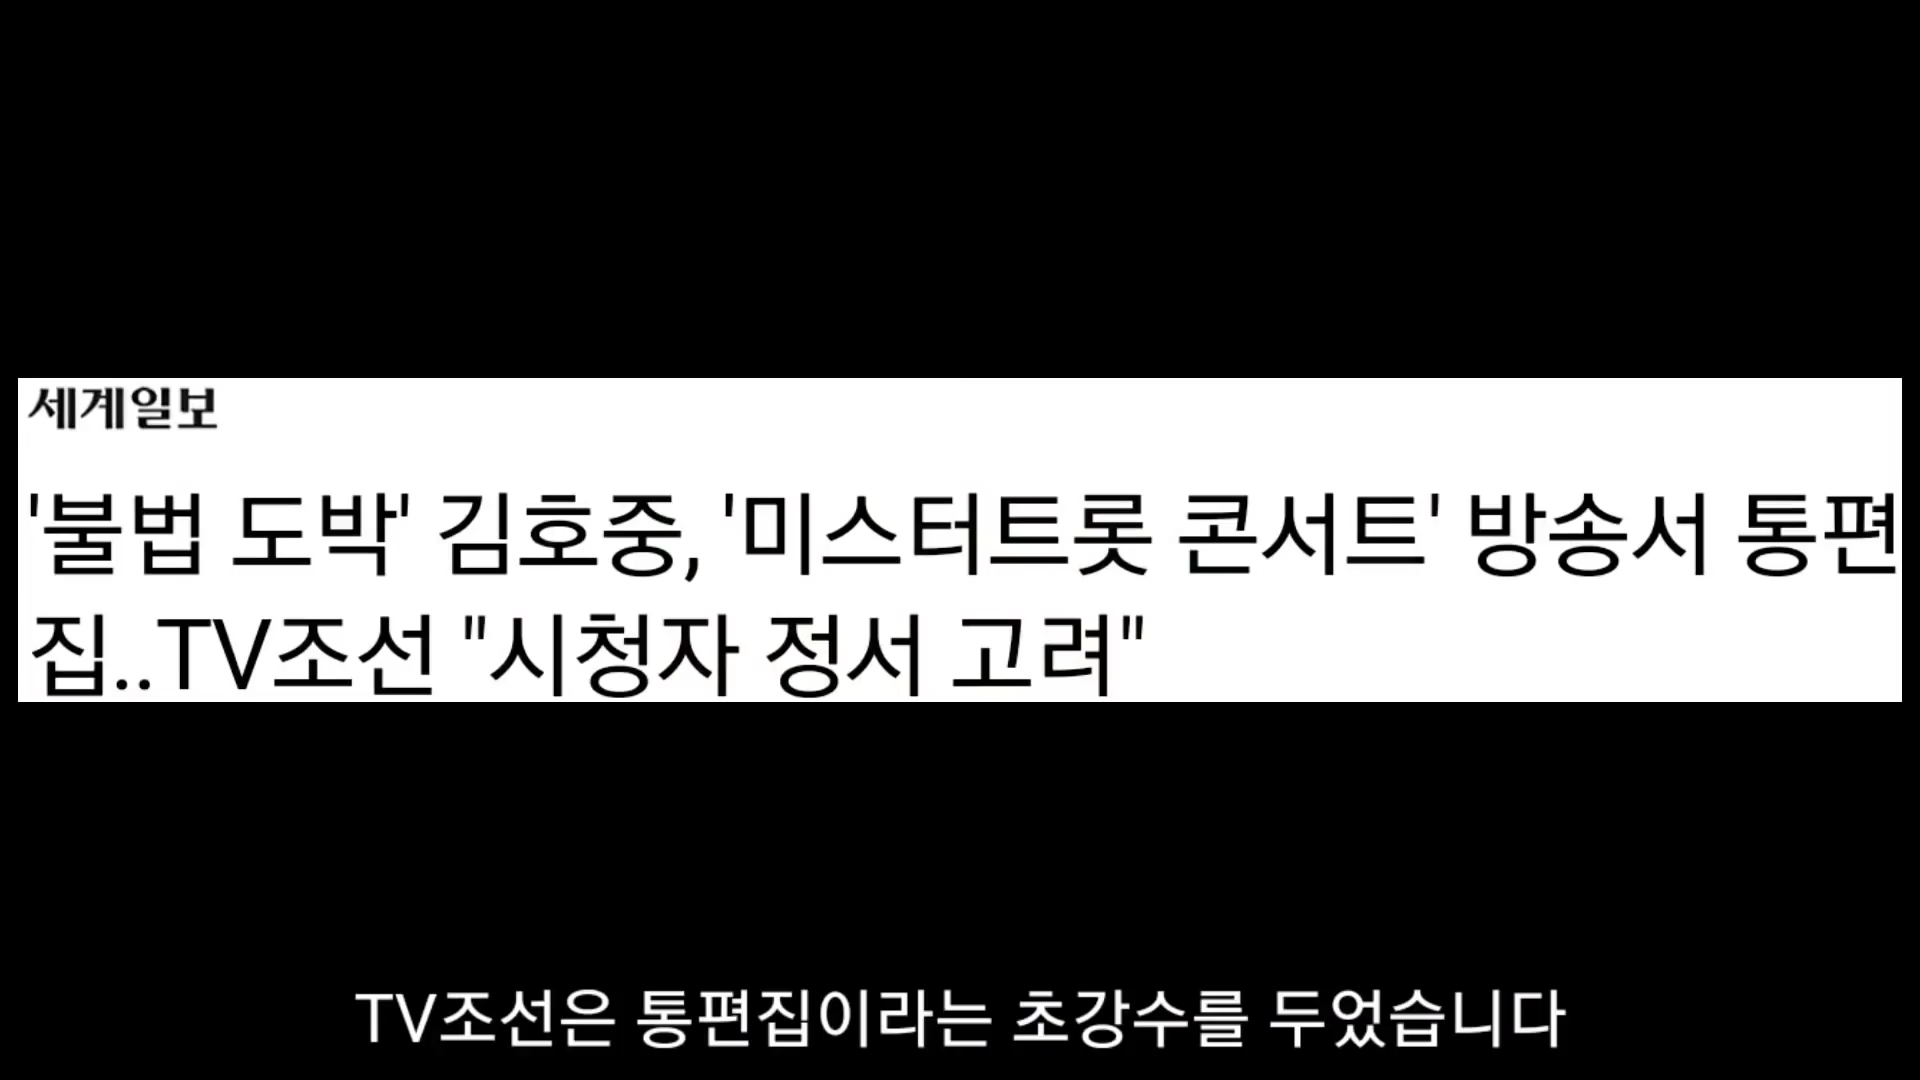 세계일보
'불법 도박' 김호중, '미스터트롯 콘서트' 방송서 통편
집..TV조선 "시청자 정서 고려"
TV조선은 통편집이라는 초강수를 두었습니다